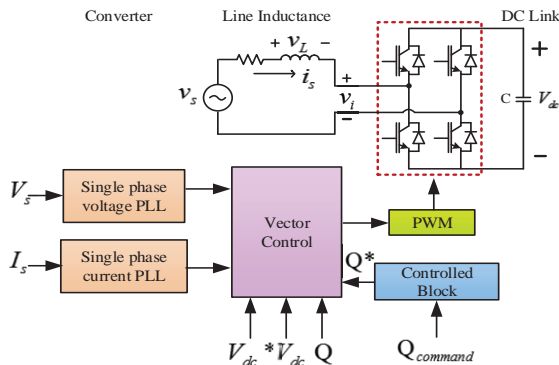 Converter Line Inductance DC Link
+ v_L −
i_s
v_s
+
v_i
−
+
C V_dc
−
V_s
Single phase
voltage PLL
I_s
Single phase
current PLL
Vector
Control
PWM
Q*
Controlled
Block
V_dc * V_dc Q
Q_command